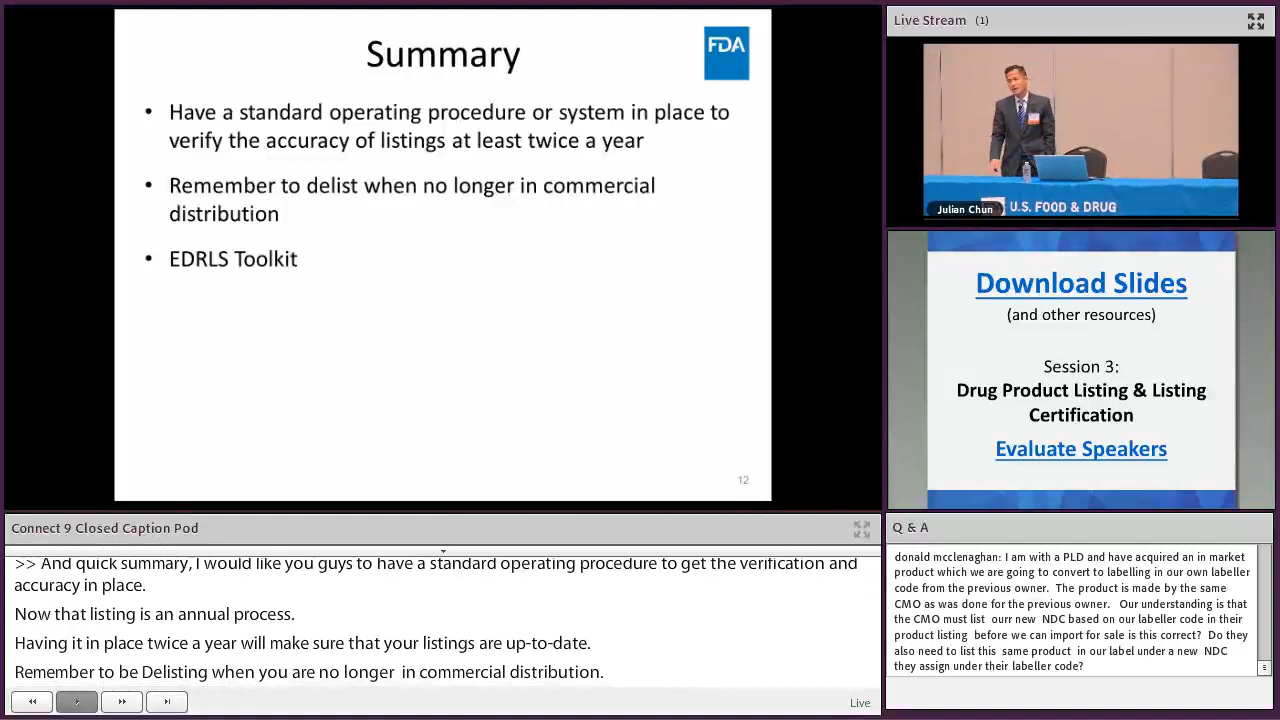 Summary
FDA
• Have a standard operating procedure or system in place to
verify the accuracy of listings at least twice a year
• Remember to delist when no longer in commercial
distribution
• EDRLS Toolkit
12
Live Stream (1)
Julian Chun
U.S. FOOD & DRUG
Download Slides
(and other resources)
Session 3:
Drug Product Listing & Listing
Certification
Evaluate Speakers
Connect 9 Closed Caption Pod
>> And quick summary, I would like you guys to have a standard operating procedure to get the verification and
accuracy in place.
Now that listing is an annual process.
Having it in place twice a year will make sure that your listings are up-to-date.
Remember to be Delisting when you are no longer in commercial distribution.
Live
Q & A
donald mcclenaghan: I am with a PLD and have acquired an in market
product which we are going to convert to labelling in our own labeller
code from the previous owner. The product is made by the same
CMO as was done for the previous owner. Our understanding is that
the CMO must list ourr new NDC based on our labeller code in their
product listing before we can import for sale is this correct? Do they
also need to list this same product in our label under a new NDC
they assign under their labeller code?